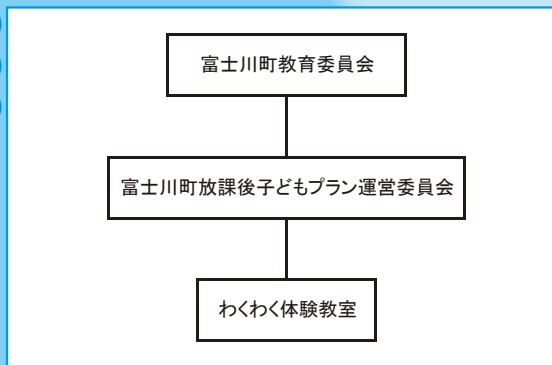 富士川町教育委員会
富士川町放課後子どもプラン運営委員会
わくわく体験教室